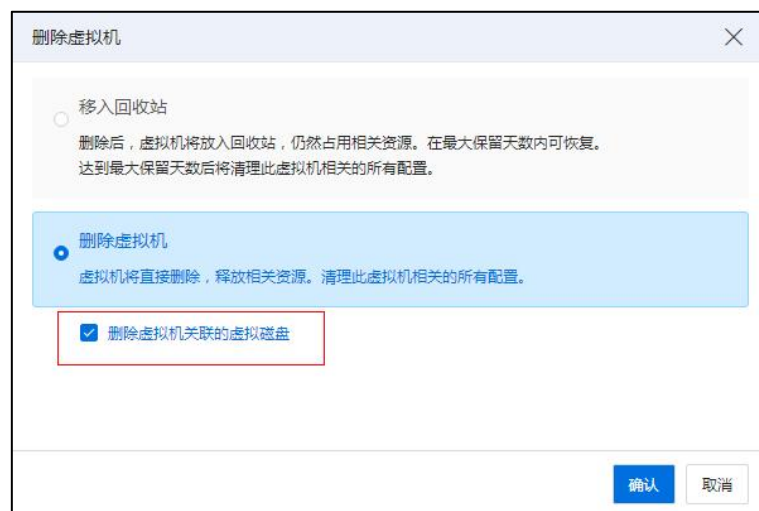 删除虚拟机
移入回收站
删除后，虚拟机将放入回收站，仍然占用相关资源。在最大保留天数内可恢复。
达到最大保留天数后将清理此虚拟机相关的所有配置。
删除虚拟机
虚拟机将直接删除，释放相关资源。清理此虚拟机相关的所有配置。
删除虚拟机关联的虚拟磁盘
确认 取消